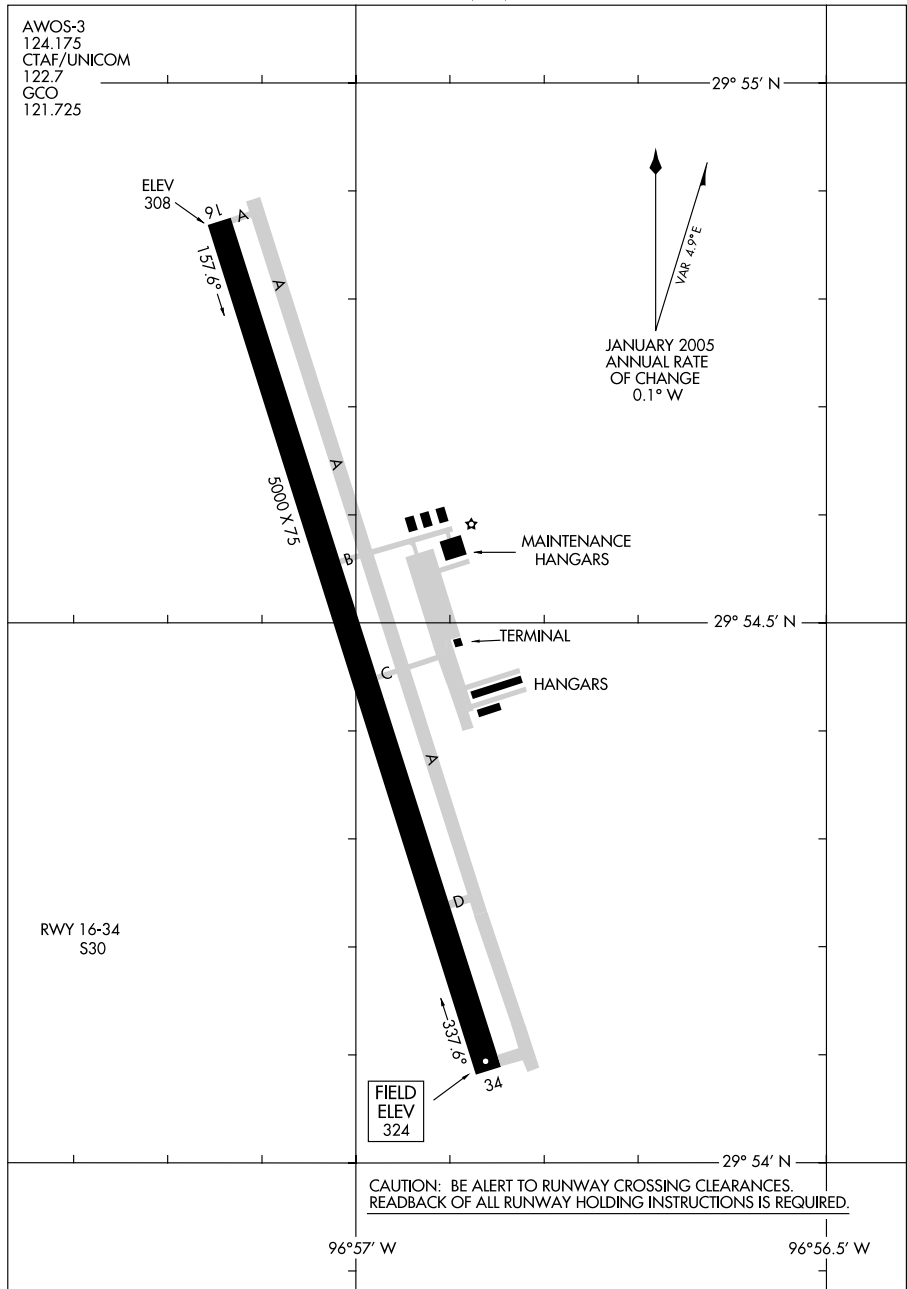 AWOS-3
124.175
CTAF/UNICOM
122.7
GCO
121.725
29° 55' N
ELEV
308
16
A
157.6°
A
VAR 4.9°E
JANUARY 2005
ANNUAL RATE
OF CHANGE
0.1° W
A
5000 X 75
B
MAINTENANCE
HANGARS
29° 54.5' N
TERMINAL
C
HANGARS
A
D
RWY 16-34
S30
337.6°
34
FIELD
ELEV
324
29° 54' N
CAUTION: BE ALERT TO RUNWAY CROSSING CLEARANCES.
READBACK OF ALL RUNWAY HOLDING INSTRUCTIONS IS REQUIRED.
96°57' W
96°56.5' W